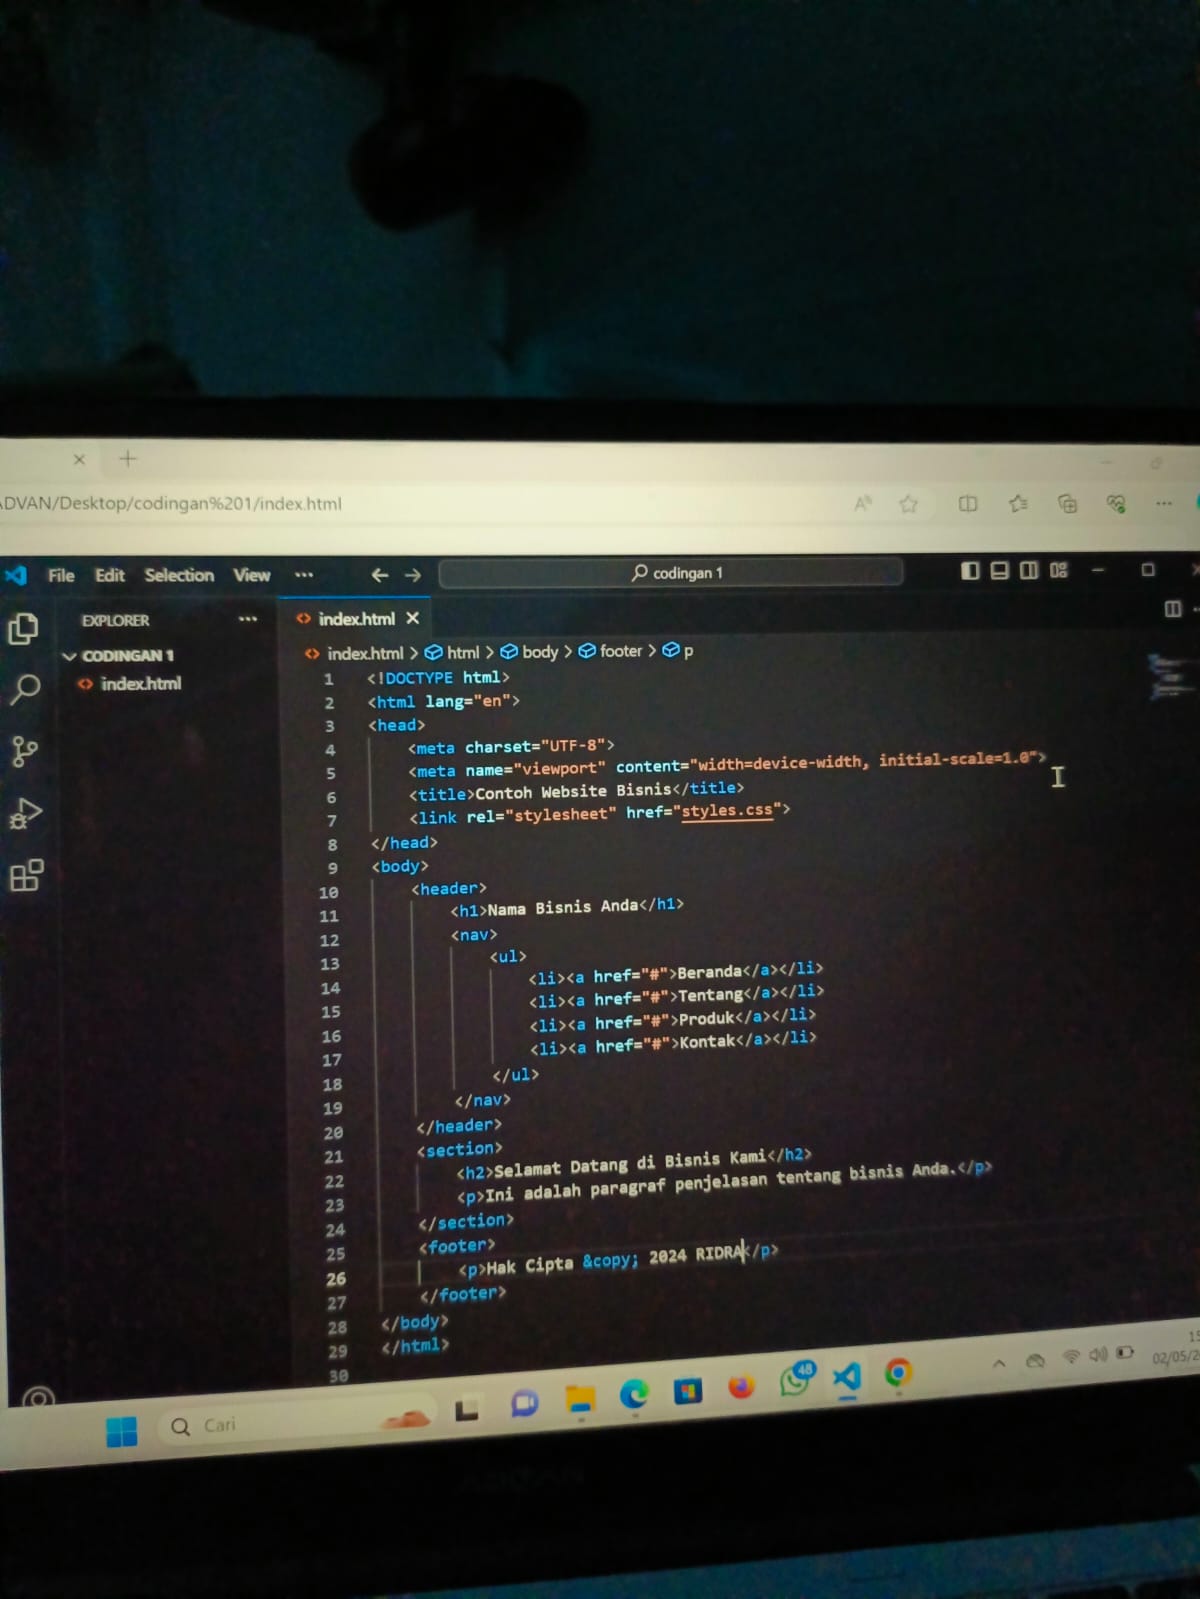 ADVAN/Desktop/codingan%201/index.html
File Edit Selection View ··· codingan 1
EXPLORER ···
index.html
CODINGAN 1
index.html
index.html > html > body > footer > p
1 <!DOCTYPE html>
2 <html lang="en">
3 <head>
4 <meta charset="UTF-8">
5 <meta name="viewport" content="width=device-width, initial-scale=1.0">
6 <title>Contoh Website Bisnis</title>
7 <link rel="stylesheet" href="styles.css">
8 </head>
9 <body>
10 <header>
11 <h1>Nama Bisnis Anda</h1>
12 <nav>
13 <ul>
14 <li><a href="#">Beranda</a></li>
15 <li><a href="#">Tentang</a></li>
16 <li><a href="#">Produk</a></li>
17 <li><a href="#">Kontak</a></li>
18 </ul>
19 </nav>
20 </header>
21 <section>
22 <h2>Selamat Datang di Bisnis Kami</h2>
23 <p>Ini adalah paragraf penjelasan tentang bisnis Anda.</p>
24 </section>
25 <footer>
26 <p>Hak Cipta &copy; 2024 RIDRA</p>
27 </footer>
28 </body>
29 </html>
30
Cari
48
02/05/2